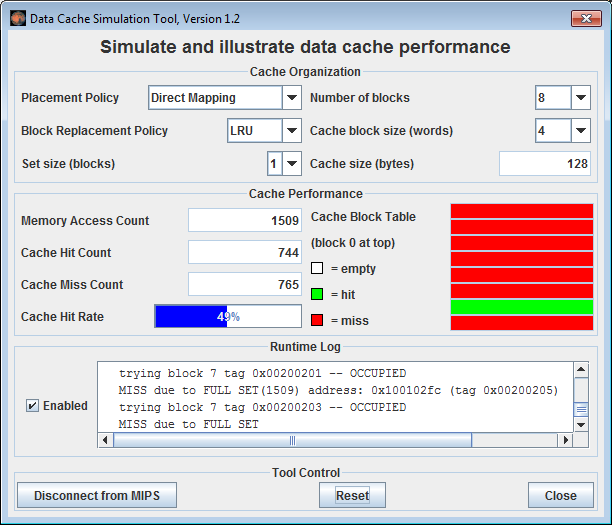 Data Cache Simulation Tool, Version 1.2
Simulate and illustrate data cache performance
Cache Organization
Placement Policy Direct Mapping Number of blocks 8
Block Replacement Policy LRU Cache block size (words) 4
Set size (blocks) 1 Cache size (bytes) 128
Cache Performance
Memory Access Count 1509 Cache Block Table
(block 0 at top)
Cache Hit Count 744
= empty
Cache Miss Count 765
= hit
Cache Hit Rate 49% = miss
Runtime Log
trying block 7 tag 0x00200201 -- OCCUPIED
MISS due to FULL SET(1509) address: 0x100102fc (tag 0x00200205)
Enabled
trying block 7 tag 0x00200203 -- OCCUPIED
MISS due to FULL SET
Tool Control
Disconnect from MIPS Reset Close